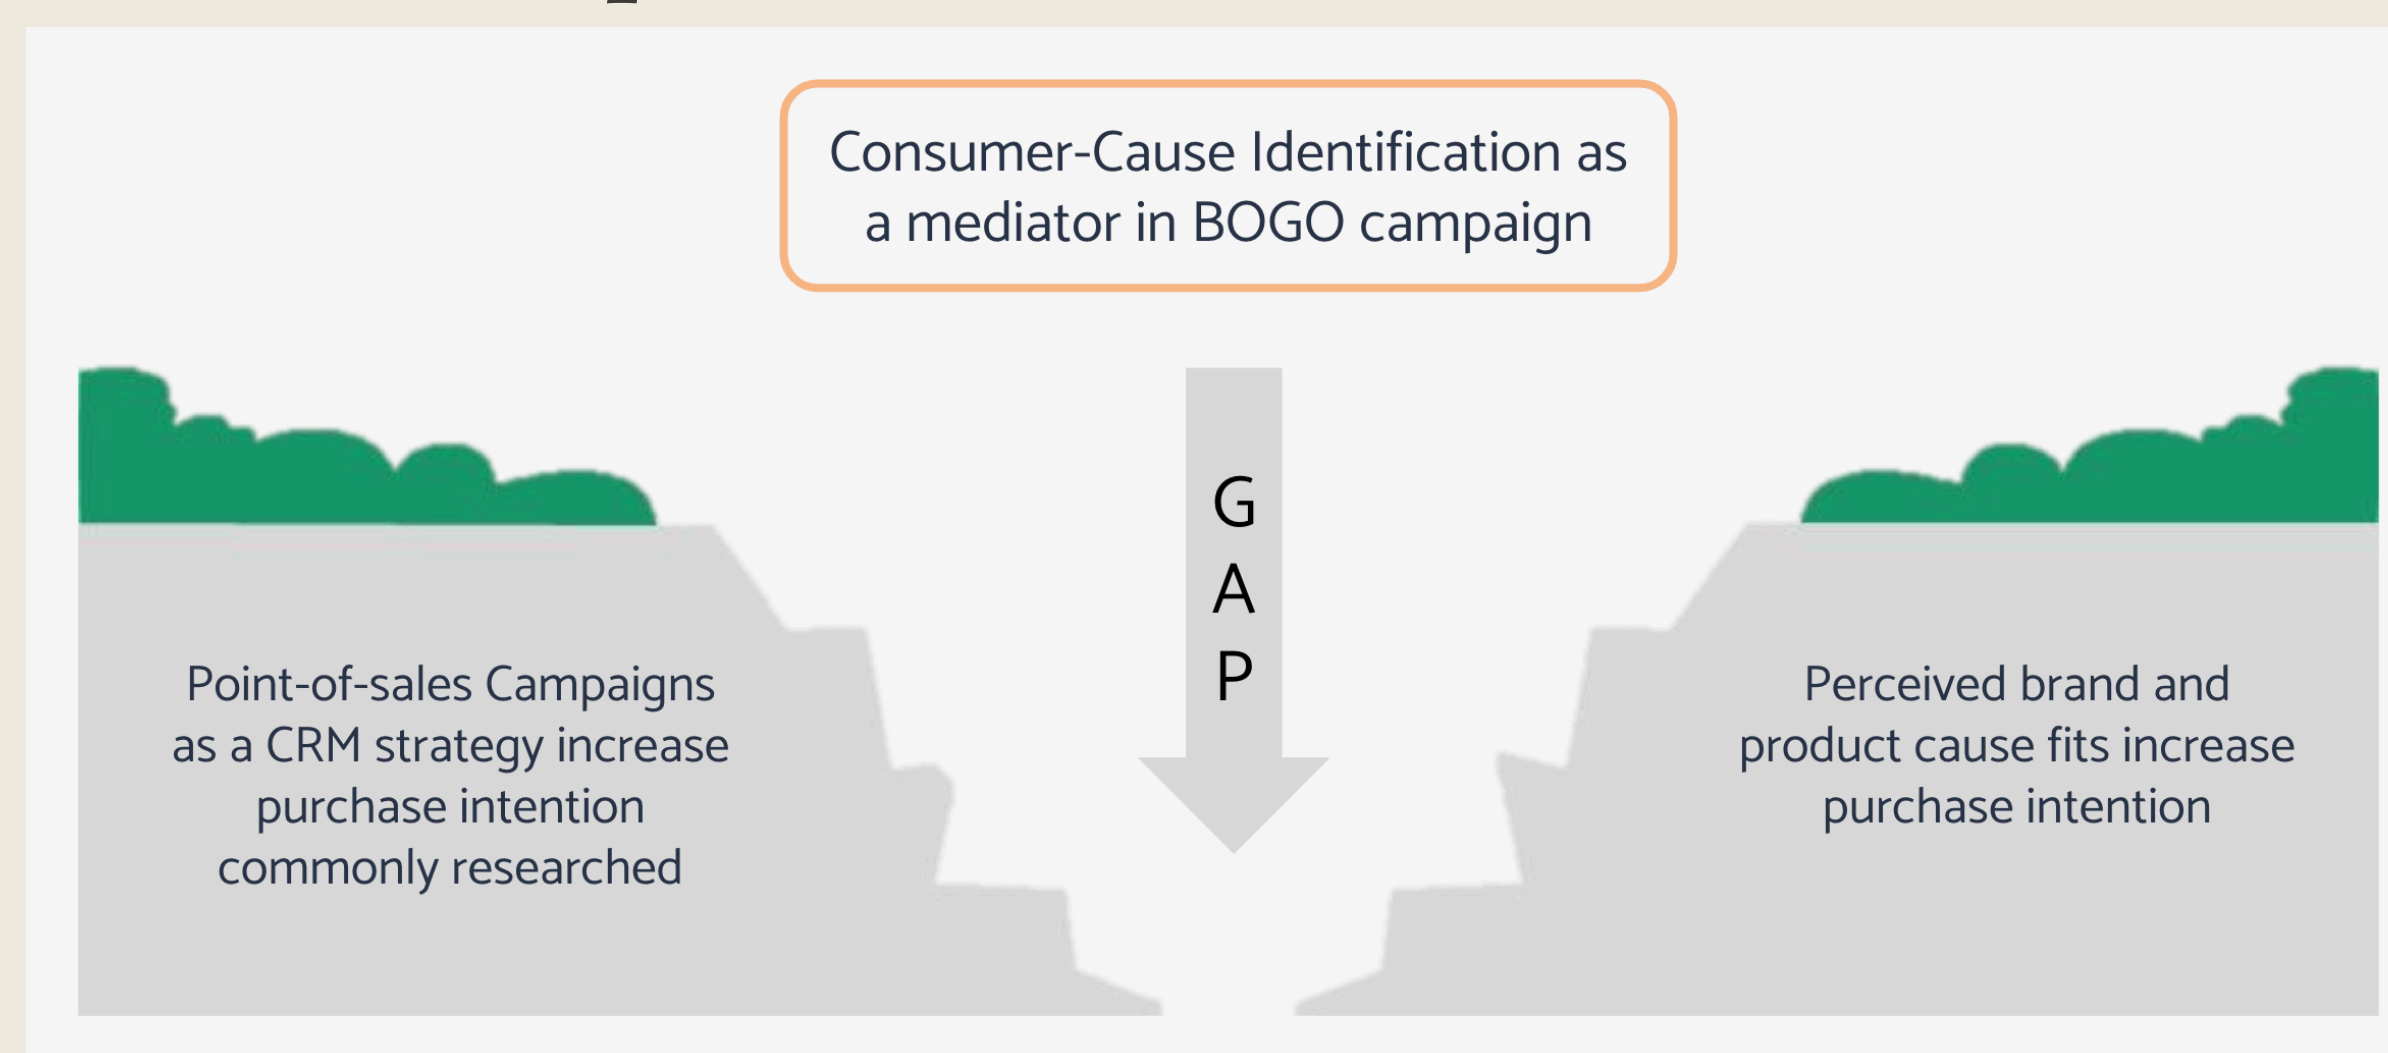 Consumer-Cause Identification as
a mediator in BOGO campaign
G
A
P
Point-of-sales Campaigns
as a CRM strategy increase
purchase intention
commonly researched
Perceived brand and
product cause fits increase
purchase intention